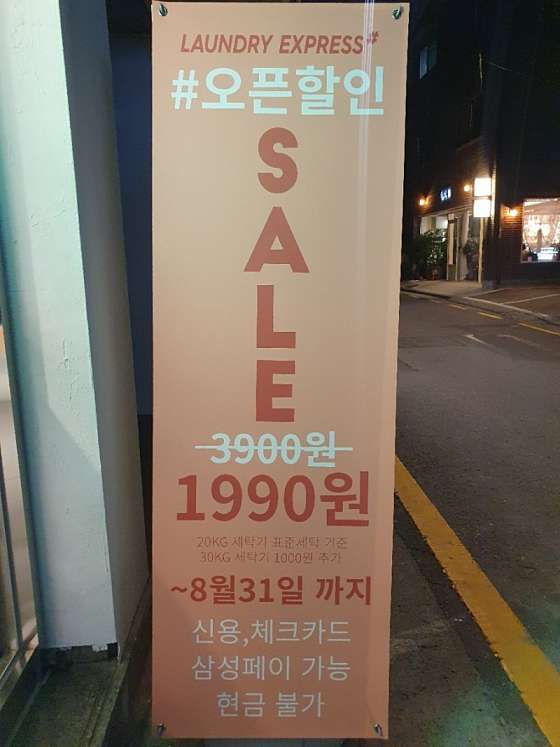 LAUNDRY EXPRESS#
#오픈할인
S
A
L
E
3900원
1990원
20KG 세탁기 표준세탁 기준
30KG 세탁기 1000원 추가
~8월31일 까지
신용,체크카드
삼성페이 가능
현금 불가